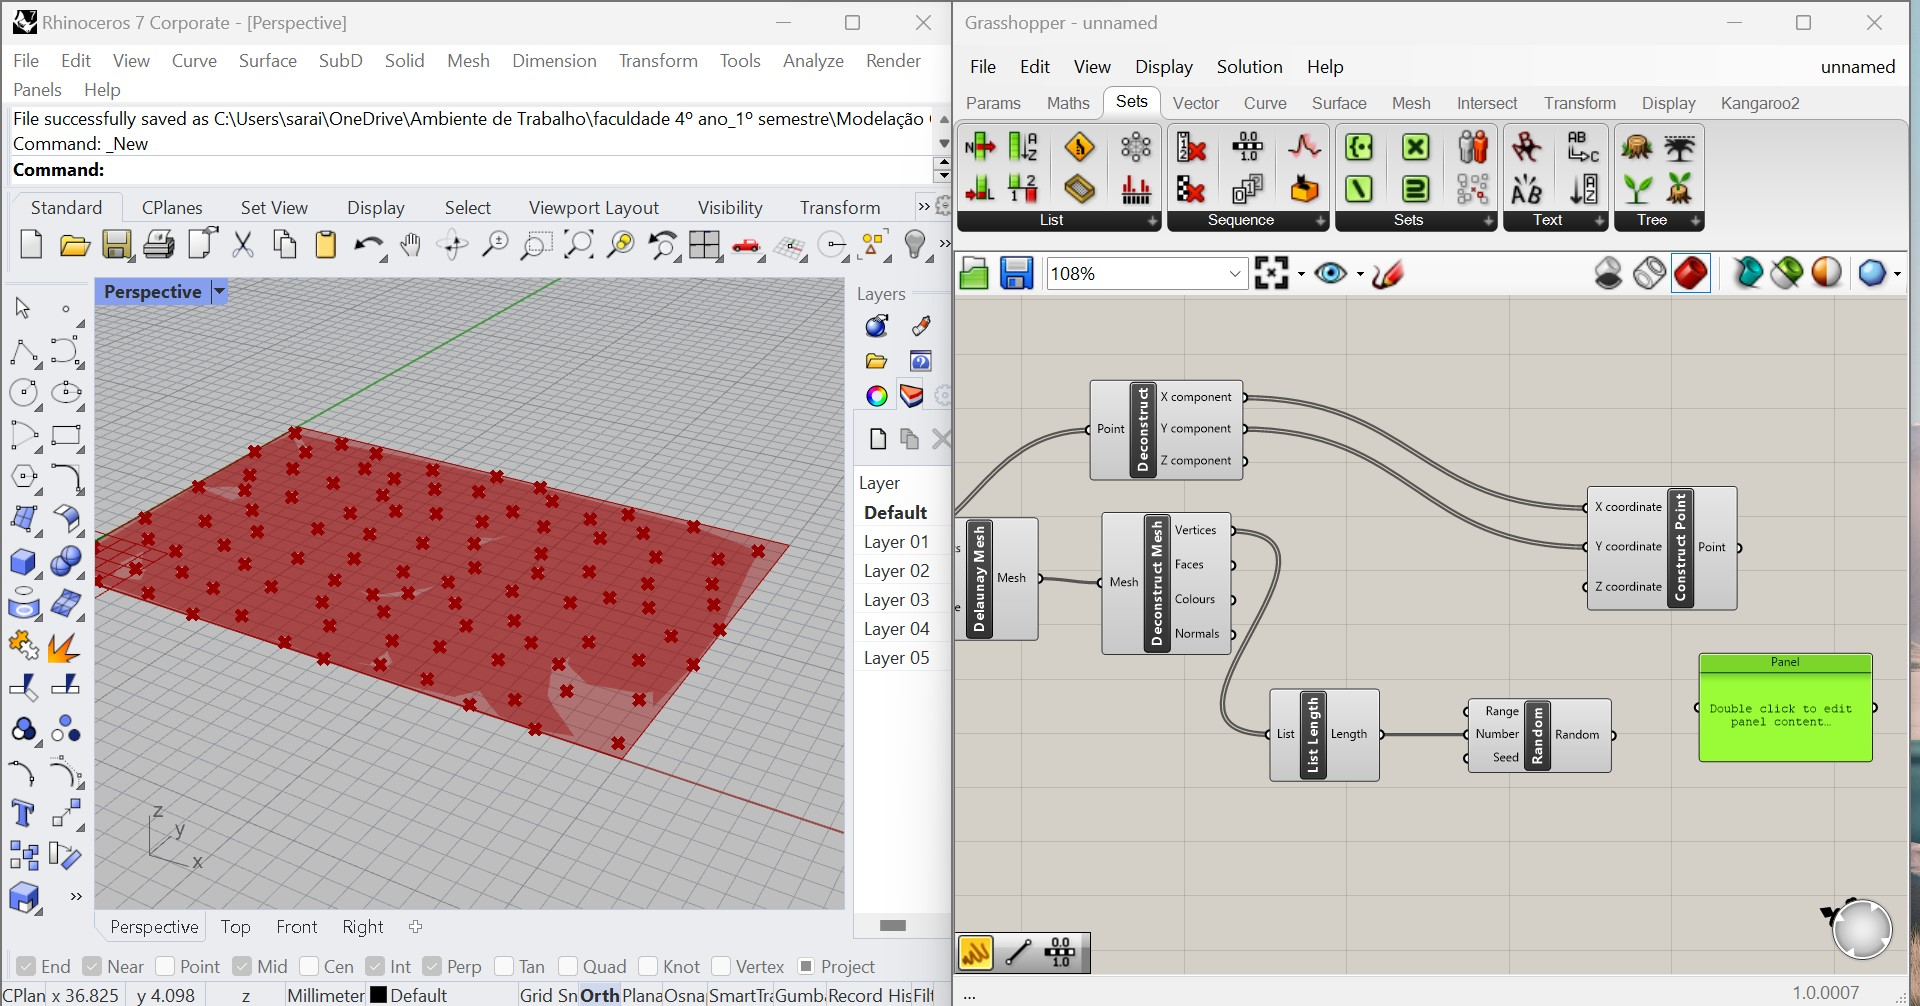 Rhinoceros 7 Corporate - [Perspective]
File Edit View Curve Surface SubD Solid Mesh Dimension Transform Tools Analyze Render
Panels Help
File successfully saved as C:\Users\sarai\OneDrive\Ambiente de Trabalho\faculdade 4º ano_1º semestre\Modelação
Command: _New
Command:
Standard CPlanes Set View Display Select Viewport Layout Visibility Transform »
»
Perspective
z
y
x
»
Perspective Top Front Right
Layers
Layer
Default
Layer 01
Layer 02
Layer 03
Layer 04
Layer 05
End Near Point Mid Cen Int Perp Tan Quad Knot Vertex Project
CPlan x 36.825 y 4.098 z Millimeter Default Grid Sn Orth Plana Osna SmartTra Gumb Record His Filt
Grasshopper - unnamed
File Edit View Display Solution Help unnamed
Params Maths Sets Vector Curve Surface Mesh Intersect Transform Display Kangaroo2
List Sequence Sets Text Tree
108%
Point
Deconstruct
X component
Y component
Z component
s
e
Delaunay Mesh
Mesh
Mesh
Deconstruct Mesh
Vertices
Faces
Colours
Normals
X coordinate
Y coordinate
Z coordinate
Construct Point
Point
List
List Length
Length
Range
Number
Seed
Random
Random
Panel
Double click to edit
panel content…
0.0
1.0
...
1.0.0007